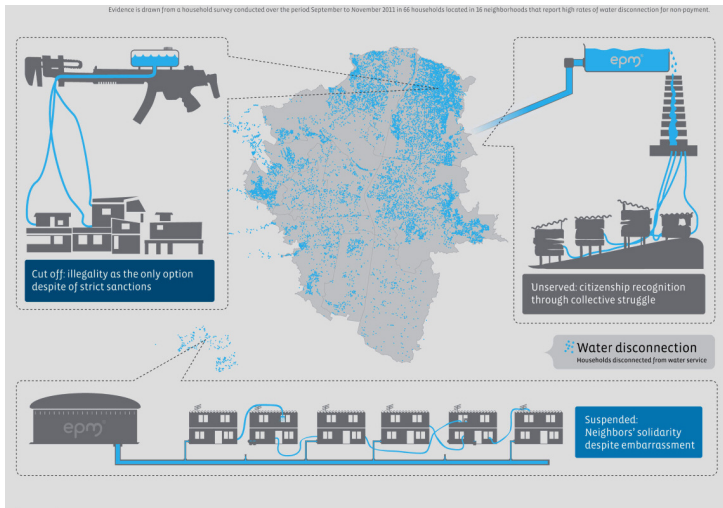 Evidence is drawn from a household survey conducted over the period September to November 2011 in 66 households located in 16 neighborhoods that report high rates of water disconnection for non-payment.
epm
Cut off: illegality as the only option
despite of strict sanctions
Unserved: citizenship recognition
through collective struggle
Water disconnection
Households disconnected from water service
epm
Suspended:
Neighbors' solidarity
despite embarrassment